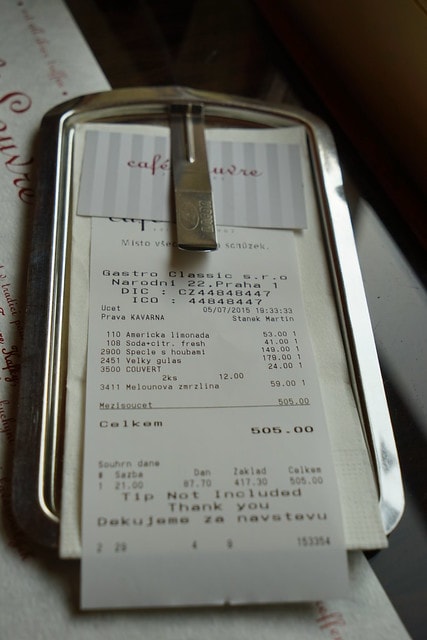 café
Místo
schůzek.
Gastro Classic s.r.o
Narodni 22,Praha 1
DIC : CZ44848447
ICO : 44848447
Ucet 05/07/2015 19:33:33
Prava KAVARNA Stanek Martin
110 Americka limonada 53.00 1
108 Soda+citr. fresh 41.00 1
2900 Specle s houbami 149.00 1
2451 Velky gulas 179.00 1
3500 COUVERT 24.00 1
2ks 12.00
3411 Melounova zmrzlina 59.00 1
Mezisoucet 505.00
Celkem 505.00
Souhrn dane
# Sazba Dan Zaklad Celkem
1 21.00 87.70 417.30 505.00
Tip Not Included
Thank you
Dekujeme za navstevu
2 29 4 9 153354